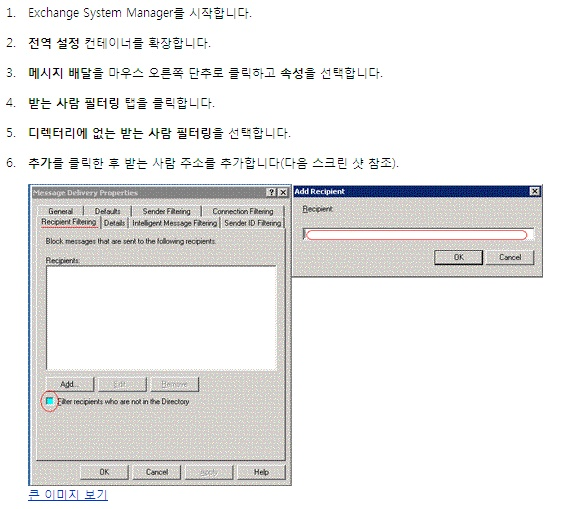 1. Exchange System Manager를 시작합니다.
2. 전역 설정 컨테이너를 확장합니다.
3. 메시지 배달을 마우스 오른쪽 단추로 클릭하고 속성을 선택합니다.
4. 받는 사람 필터링 탭을 클릭합니다.
5. 디렉터리에 없는 받는 사람 필터링을 선택합니다.
6. 추가를 클릭한 후 받는 사람 주소를 추가합니다(다음 스크린 샷 참조).
Message Delivery Properties
General Defaults Sender Filtering Connection Filtering
Recipient Filtering Details Intelligent Message Filtering Sender ID Filtering
Block messages that are sent to the following recipients.
Recipients:
Add... Edit... Remove
Filter recipients who are not in the Directory
OK Cancel Apply Help
Add Recipient
Recipient:
OK Cancel
큰 이미지 보기